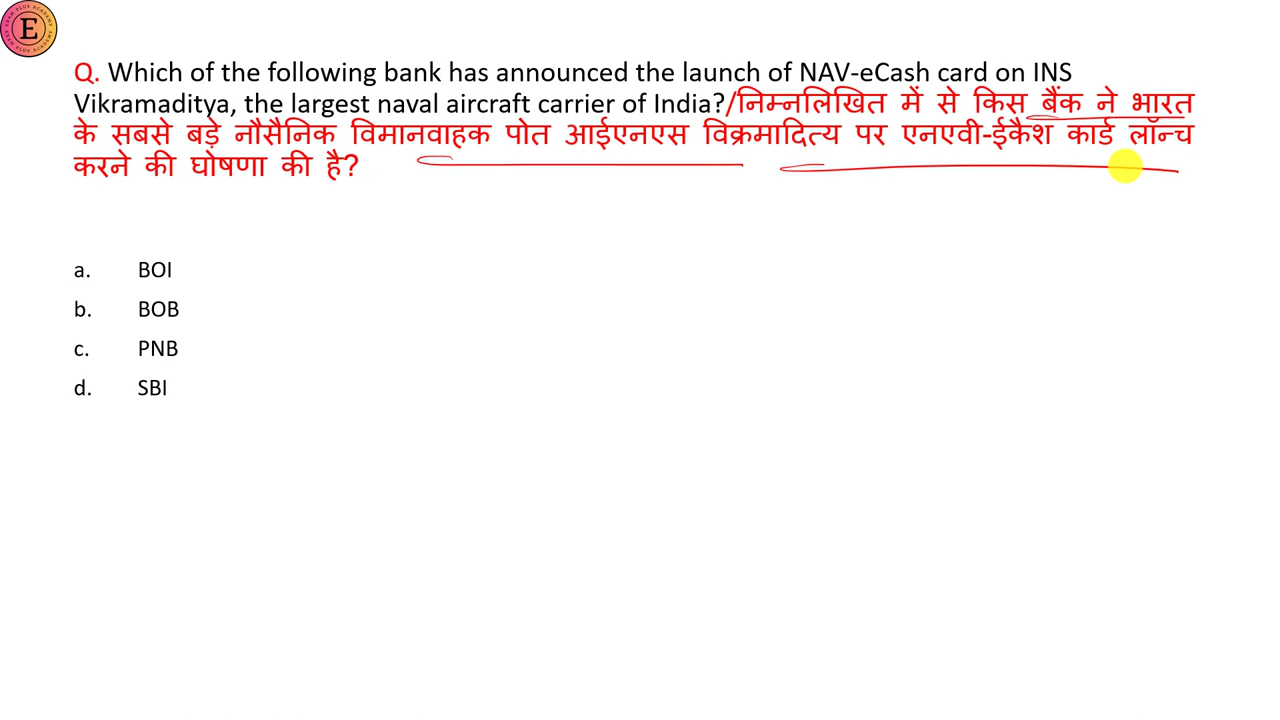 E
Q. Which of the following bank has announced the launch of NAV-eCash card on INS
Vikramaditya, the largest naval aircraft carrier of India?/निम्नलिखित में से किस बैंक ने भारत
के सबसे बड़े नौसैनिक विमानवाहक पोत आईएनएस विक्रमादित्य पर एनएवी-ईकैश कार्ड लॉन्च
करने की घोषणा की है?
a. BOI
b. BOB
c. PNB
d. SBI